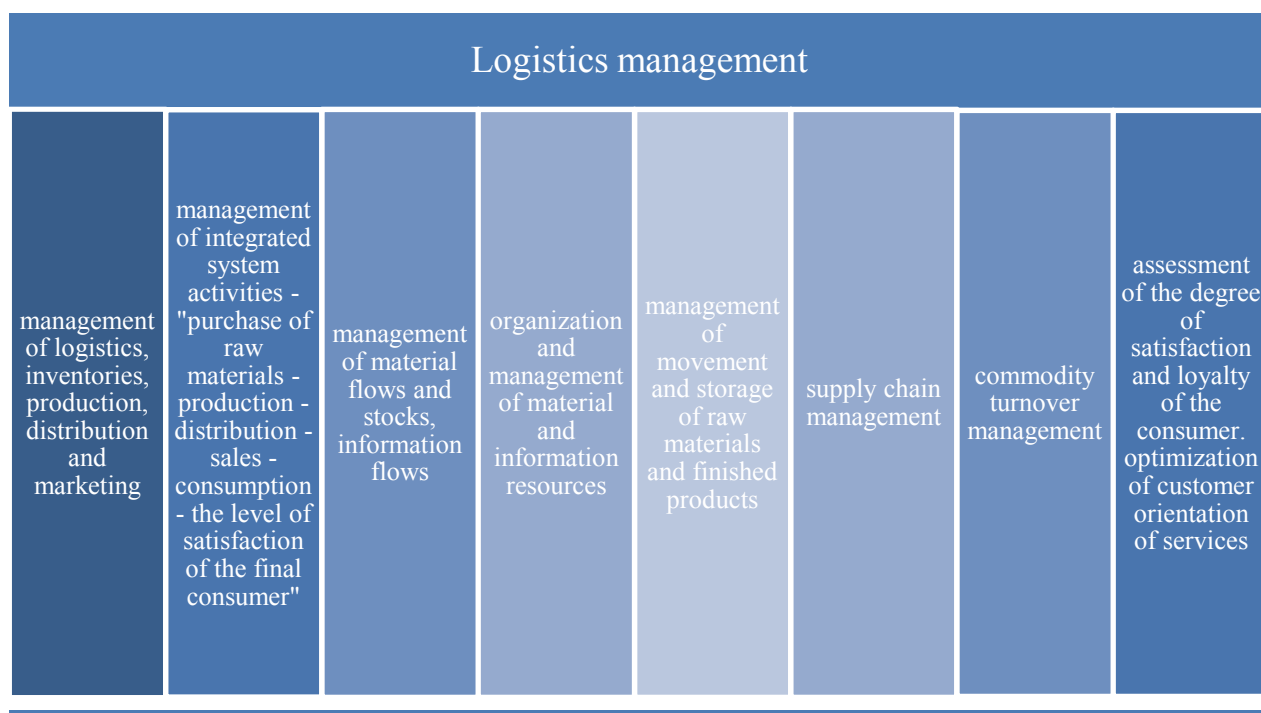 Logistics management
management
of logistics,
inventories,
production,
distribution
and
marketing
management
of integrated
system
activities -
"purchase of
raw
materials -
production -
distribution -
sales -
consumption
- the level of
satisfaction
of the final
consumer"
management
of material
flows and
stocks,
information
flows
organization
and
management
of material
and
information
resources
management
of
movement
and storage
of raw
materials
and finished
products
supply chain
management
commodity
turnover
management
assessment
of the degree
of
satisfaction
and loyalty
of the
consumer.
optimization
of customer
orientation
of services